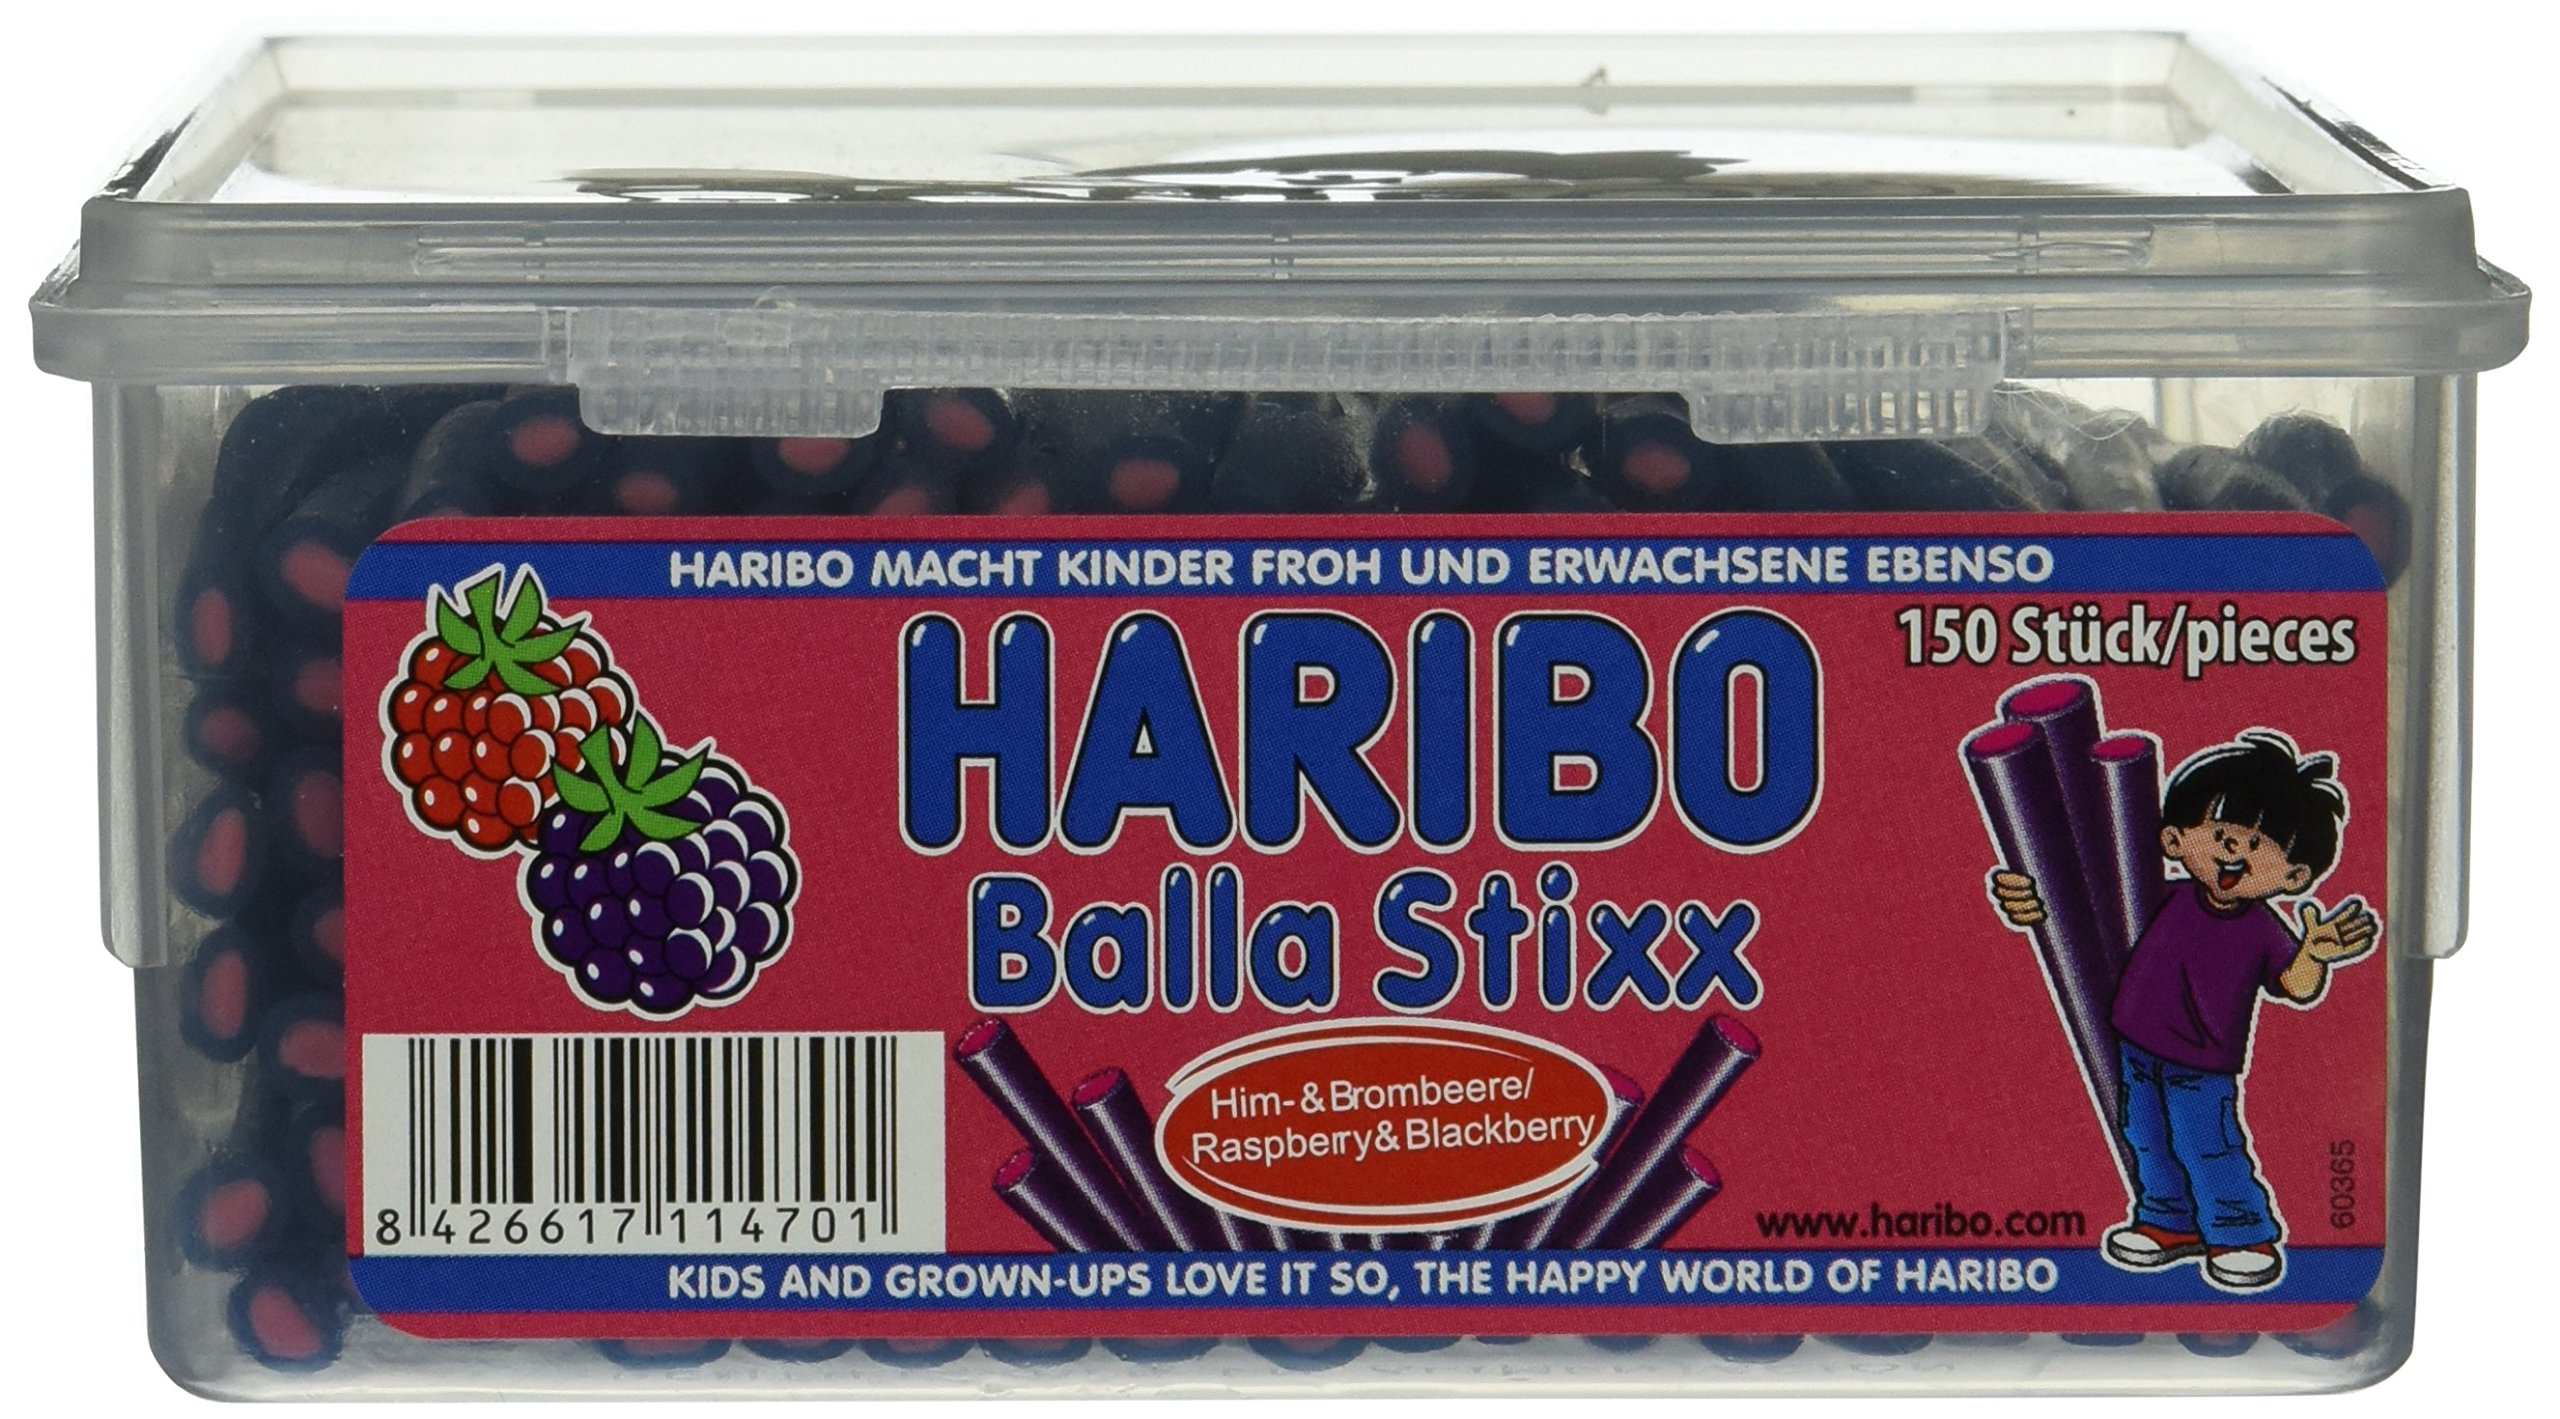 HARIBO MACHT KINDER FROH UND ERWACHSENE EBENSO
150 Stück/pieces
HARIBO
Balla Stixx
Him-&Brombeere/
Raspberry&Blackberry
8 426617 114701
www.haribo.com
60365
KIDS AND GROWN-UPS LOVE IT SO, THE HAPPY WORLD OF HARIBO